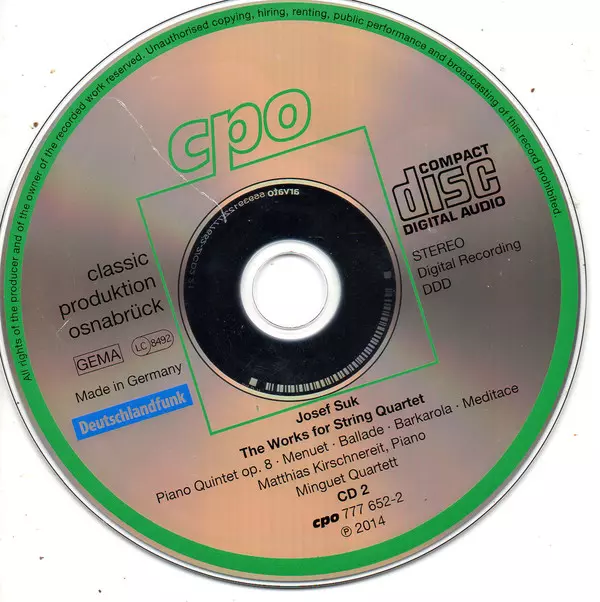 All rights of the producer and of the owner of the recorded work reserved. Unauthorised copying, hiring, renting, public performance and broadcasting of this record prohibited.
cpo
COMPACT
disc
DIGITAL AUDIO
STEREO
Digital Recording
DDD
classic
produktion
osnabrück
GEMA
LC 8492
Made in Germany
Deutschlandfunk
arvato
Josef Suk
The Works for String Quartet
Piano Quintet op. 8 · Menuet · Ballade · Barkarola · Meditace
Matthias Kirschnereit, Piano
Minguet Quartett
CD 2
cpo 777 652-2
℗ 2014